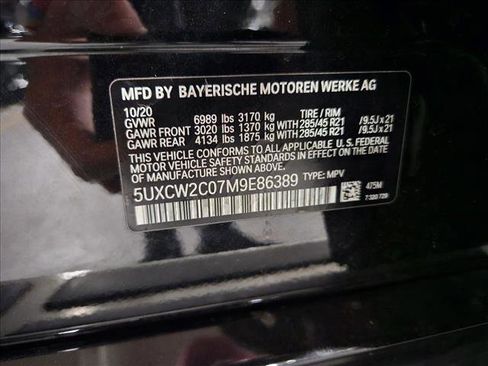 MFD BY BAYERISCHE MOTOREN WERKE AG
10/20
GVWR 6989 lbs 3170 kg TIRE / RIM
GAWR FRONT 3020 lbs 1370 kg WITH 285/45 R21 /9.5J x 21
GAWR REAR 4134 lbs 1875 kg WITH 285/45 R21 /9.5J x 21
THIS VEHICLE CONFORMS TO ALL APPLICABLE U.S. FEDERAL
MOTOR VEHICLE SAFETY STANDARDS IN EFFECT ON THE
DATE OF MANUFACTURE SHOWN ABOVE.
5UXCW2C07M9E86389 TYPE: MPV
475M
7 320 729